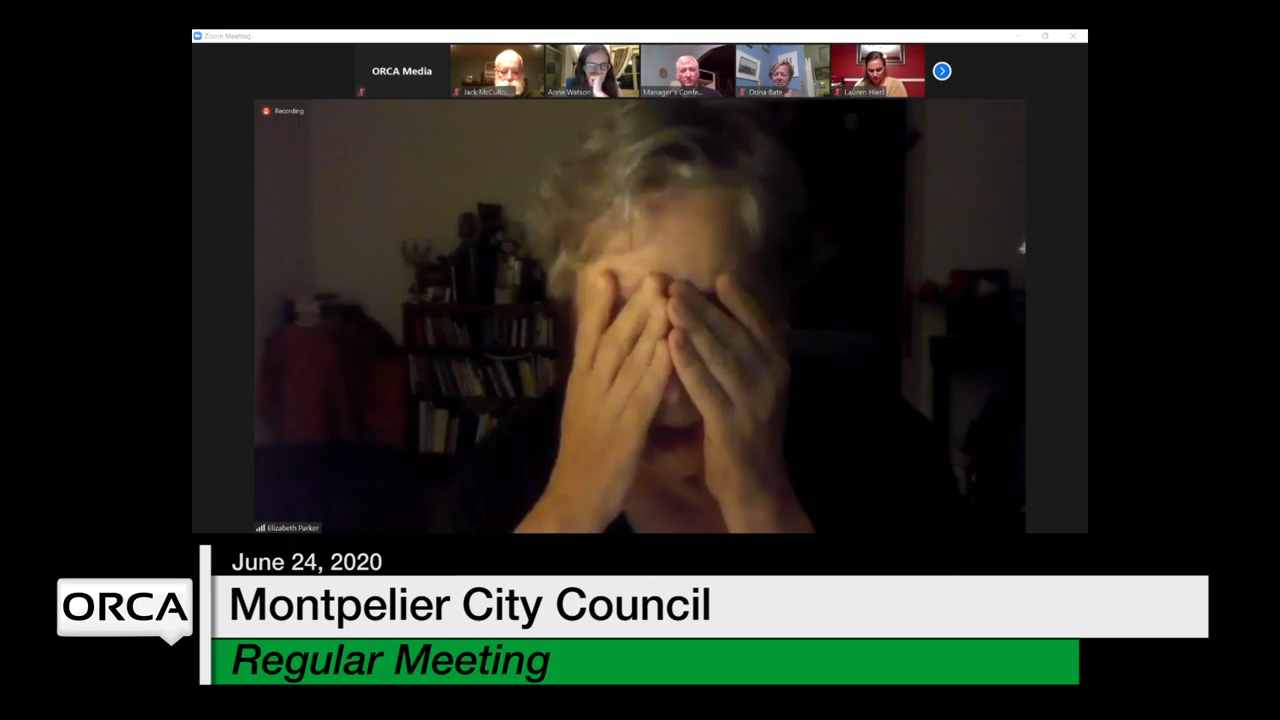 Zoom Meeting
ORCA Media
Jack McCullo...
Anne Watson
Manager's Confe...
Dona Bate
Lauren Hierl
Recording
Elizabeth Parker
June 24, 2020
ORCA
Montpelier City Council
Regular Meeting